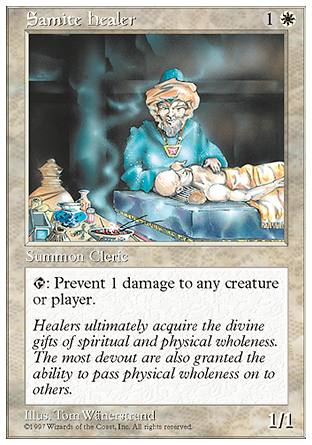 Samite Healer 1
Summon Cleric
: Prevent 1 damage to any creature
or player.
Healers ultimately acquire the divine
gifts of spiritual and physical wholeness.
The most devout are also granted the
ability to pass physical wholeness on to
others.
Illus. Tom Wänerstrand
©1997 Wizards of the Coast, Inc. All rights reserved.
1/1